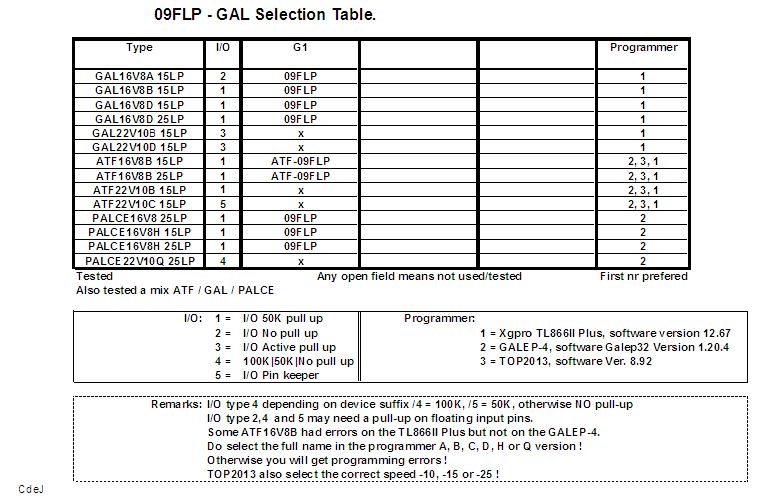 09FLP - GAL Selection Table.
Type I/O G1 Programmer
GAL16V8A 15LP 2 09FLP 1
GAL16V8B 15LP 1 09FLP 1
GAL16V8D 15LP 1 09FLP 1
GAL16V8D 25LP 1 09FLP 1
GAL22V10B 15LP 3 x 1
GAL22V10D 15LP 3 x 1
ATF16V8B 15LP 1 ATF-09FLP 2, 3, 1
ATF16V8B 25LP 1 ATF-09FLP 2, 3, 1
ATF22V10B 15LP 1 x 2, 3, 1
ATF22V10C 15LP 5 x 2, 3, 1
PALCE16V8 25LP 1 09FLP 2
PALCE16V8H 15LP 1 09FLP 2
PALCE16V8H 25LP 1 09FLP 2
PALCE22V10Q 25LP 4 x 2
Tested Any open field means not used/tested First nr prefered
Also tested a mix ATF / GAL / PALCE
I/O: 1 = I/O 50K pull up Programmer:
2 = I/O No pull up 1 = Xgpro TL866II Plus, software version 12.67
3 = I/O Active pull up 2 = GALEP-4, software Galep32 Version 1.20.4
4 = 100K|50K|No pull up 3 = TOP2013, software Ver. 8.92
5 = I/O Pin keeper
Remarks: I/O type 4 depending on device suffix /4 = 100K, /5 = 50K, otherwise NO pull-up
I/O type 2,4 and 5 may need a pull-up on floating input pins.
Some ATF16V8B had errors on the TL866II Plus but not on the GALEP-4.
Do select the full name in the programmer A, B, C, D, H or Q version !
Otherwise you will get programming errors !
TOP2013 also select the correct speed -10, -15 or -25 !
CdeJ